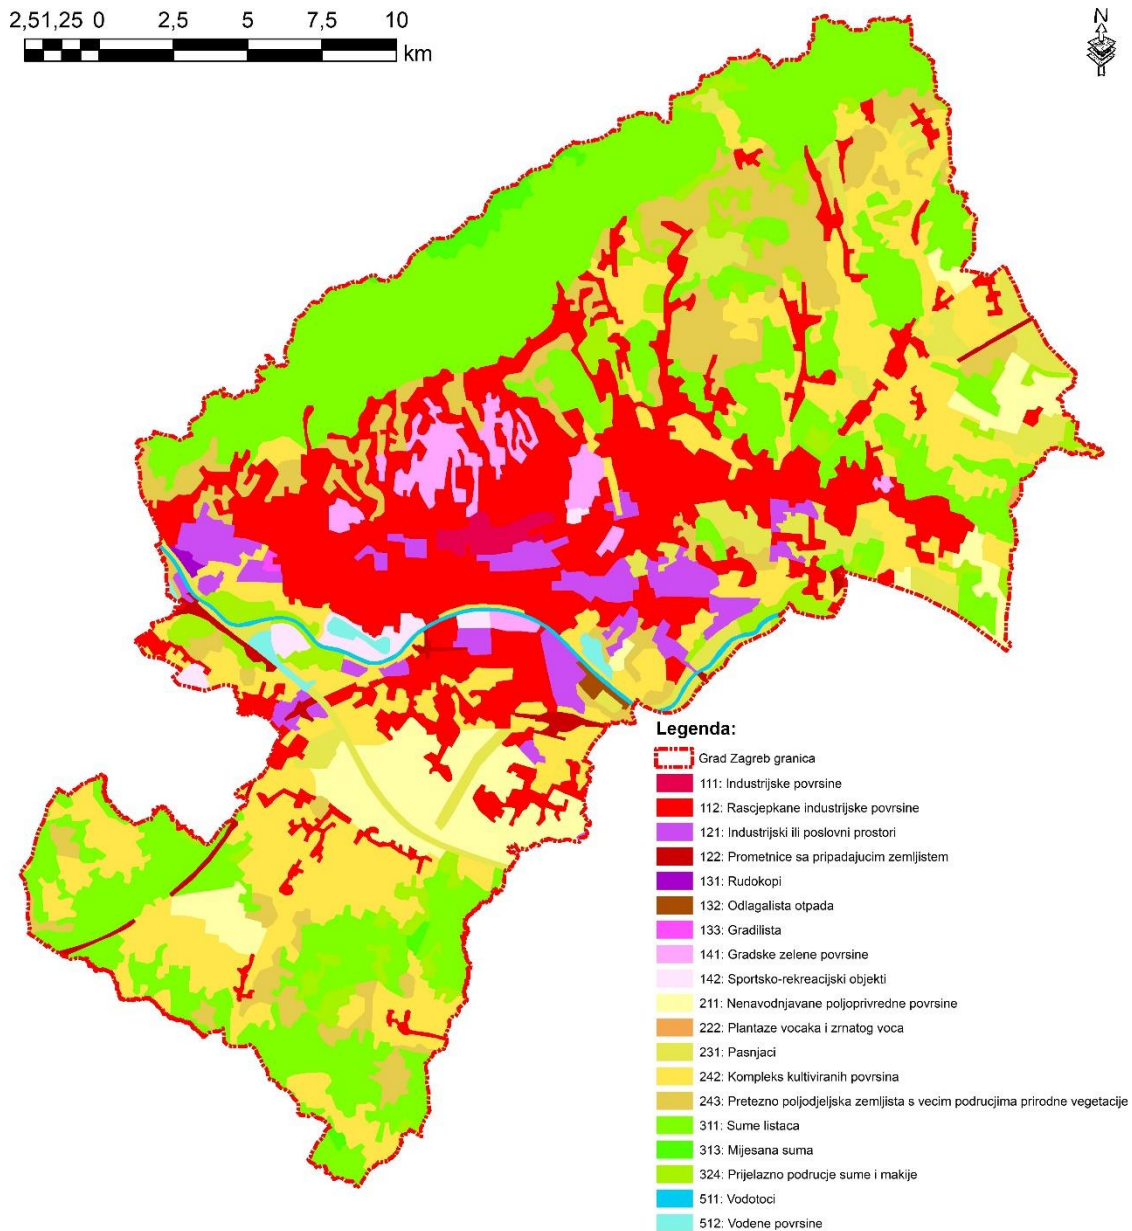 2,51,25 0 2,5 5 7,5 10
km
N
Legenda:
Grad Zagreb granica
111: Industrijske povrsine
112: Rascjepkane industrijske povrsine
121: Industrijski ili poslovni prostori
122: Prometnice sa pripadajucim zemljistem
131: Rudokopi
132: Odlagalista otpada
133: Gradilista
141: Gradske zelene povrsine
142: Sportsko-rekreacijski objekti
211: Nenavodnjavane poljoprivredne povrsine
222: Plantaze vocaka i zrnatog voca
231: Pasnjaci
242: Kompleks kultiviranih povrsina
243: Pretezno poljodjeljska zemljista s vecim podrucjima prirodne vegetacije
311: Sume listaca
313: Mijesana suma
324: Prijelazno podrucje sume i makije
511: Vodotoci
512: Vodene povrsine